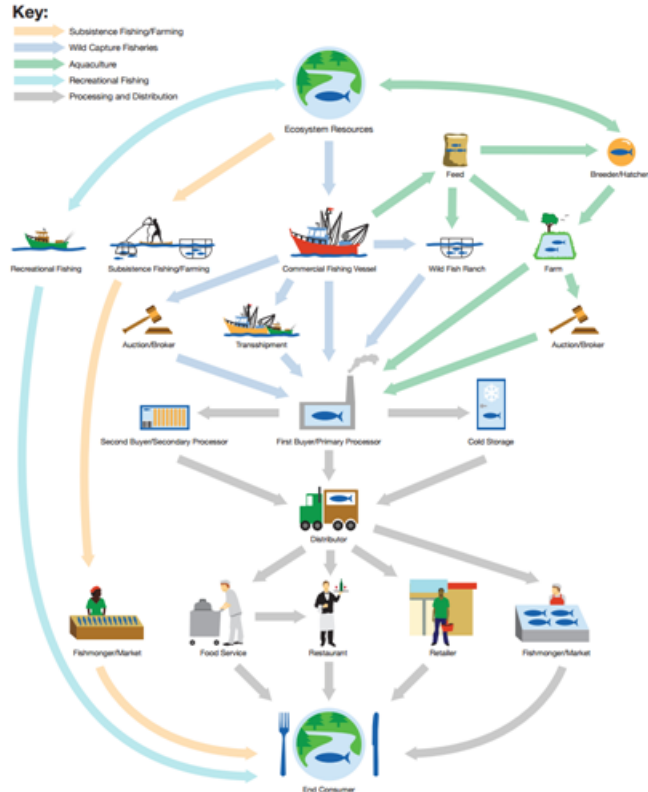 Key:
Subsistence Fishing/Farming
Wild Capture Fisheries
Aquaculture
Recreational Fishing
Processing and Distribution
Ecosystem Resources
Feed
Breeder/Hatcher
Recreational Fishing
Subsistence Fishing/Farming
Commercial Fishing Vessel
Wild Fish Ranch
Farm
Auction/Broker
Transshipment
Auction/Broker
Second Buyer/Secondary Processor
First Buyer/Primary Processor
Cold Storage
Distributor
Fishmonger/Market
Food Service
Restaurant
Retailer
Fishmonger/Market
End Consumer